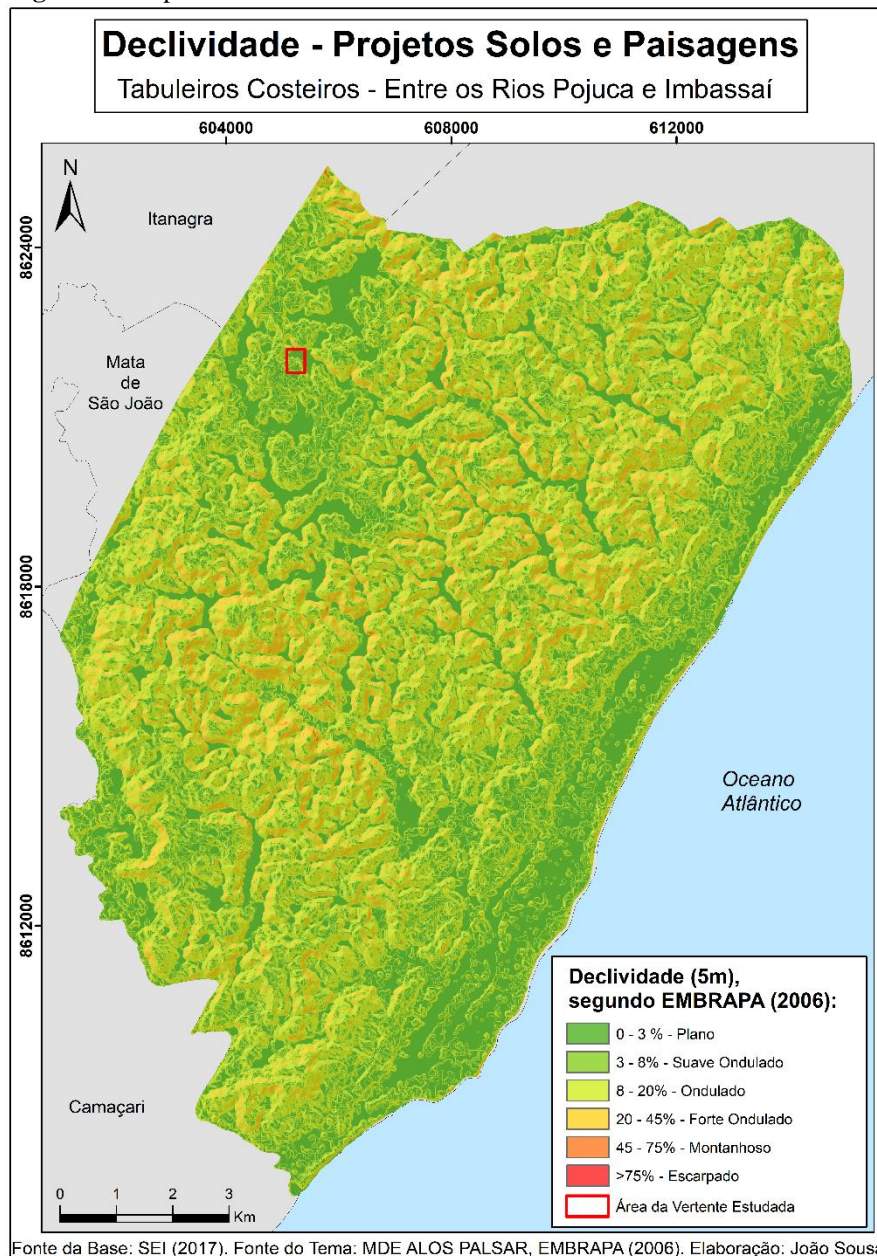 Declividade - Projetos Solos e Paisagens
Tabuleiros Costeiros - Entre os Rios Pojuca e Imbassaí
604000
608000
612000
N
Itanagra
8624000
Mata
de
São João
8618000
Oceano
Atlântico
8612000
Declividade (5m),
segundo EMBRAPA (2006):
0 - 3 % - Plano
3 - 8% - Suave Ondulado
8 - 20% - Ondulado
20 - 45% - Forte Ondulado
45 - 75% - Montanhoso
>75% - Escarpado
Área da Vertente Estudada
Camaçari
0 1 2 3
Km
Fonte da Base: SEI (2017). Fonte do Tema: MDE ALOS PALSAR, EMBRAPA (2006). Elaboração: João Sous